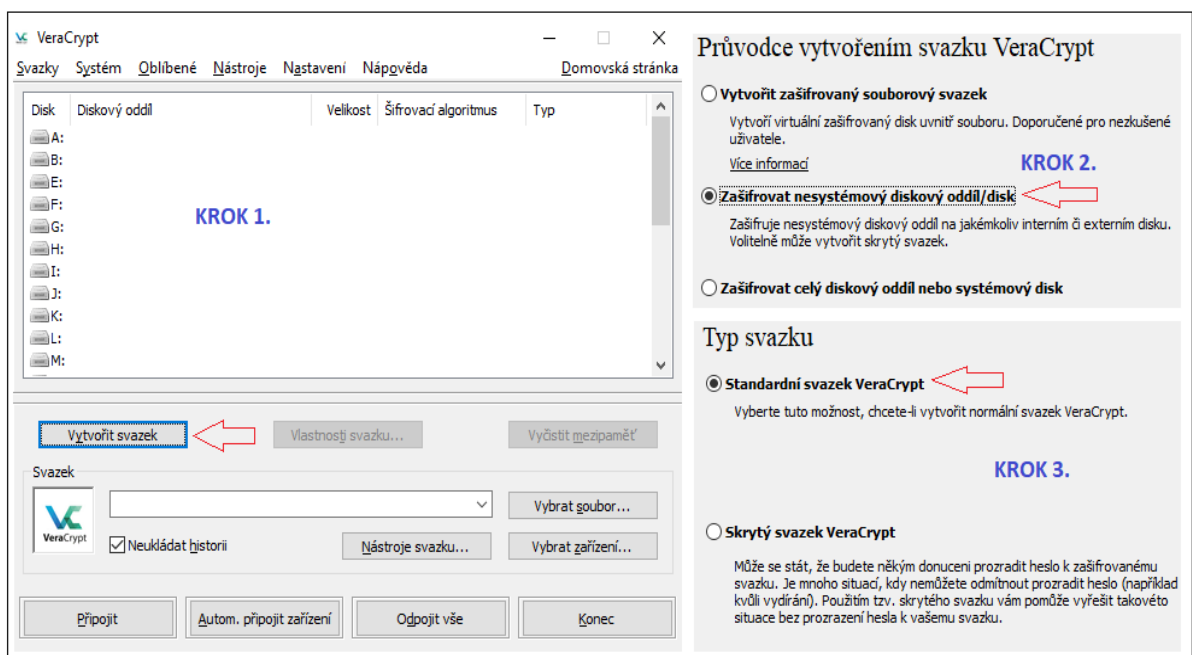 VeraCrypt
Svazky Systém Oblíbené Nástroje Nastavení Nápověda Domovská stránka
Disk Diskový oddíl Velikost Šifrovací algoritmus Typ
A:
B:
E:
F:
G:
H:
I:
J:
K:
L:
M:
KROK 1.
Vytvořit svazek Vlastnosti svazku... Vyčistit mezipaměť
Svazek
VeraCrypt
Vybrat soubor...
Neukládat historii Nástroje svazku... Vybrat zařízení...
Připojit Autom. připojit zařízení Odpojit vše Konec
Průvodce vytvořením svazku VeraCrypt
Vytvořit zašifrovaný souborový svazek
Vytvoří virtuální zašifrovaný disk uvnitř souboru. Doporučené pro nezkušené
uživatele.
Více informací
KROK 2.
Zašifrovat nesystémový diskový oddíl/disk
Zašifruje nesystémový diskový oddíl na jakémkoliv interním či externím disku.
Volitelně může vytvořit skrytý svazek.
Zašifrovat celý diskový oddíl nebo systémový disk
Typ svazku
Standardní svazek VeraCrypt
Vyberte tuto možnost, chcete-li vytvořit normální svazek VeraCrypt.
KROK 3.
Skrytý svazek VeraCrypt
Může se stát, že budete někým donuceni prozradit heslo k zašifrovanému
svazku. Je mnoho situací, kdy nemůžete odmítnout prozradit heslo (například
kvůli vydírání). Použitím tzv. skrytého svazku vám pomůže vyřešit takovéto
situace bez prozrazení hesla k vašemu svazku.